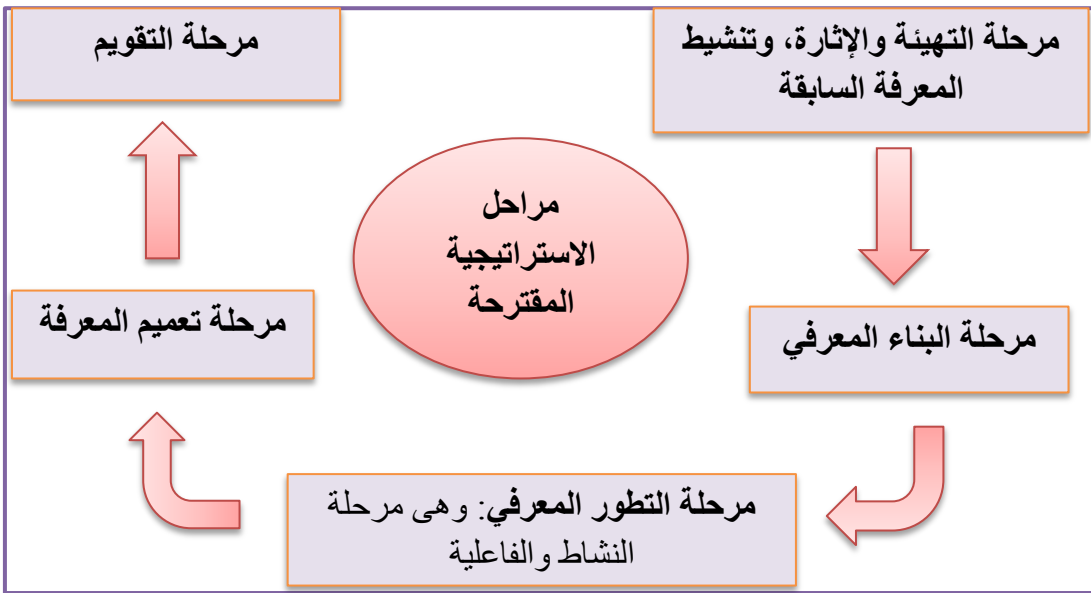 مرحلة التهيئة والإثارة، وتنشيط
المعرفة السابقة
مرحلة التقويم
مراحل
الاستراتيجية
المقترحة
مرحلة البناء المعرفي
مرحلة تعميم المعرفة
مرحلة التطور المعرفي: وهى مرحلة
النشاط والفاعلية